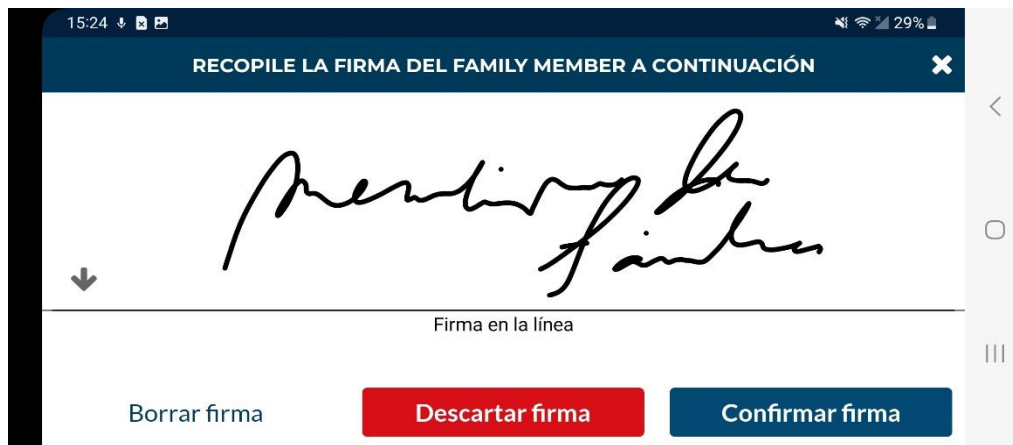 15:24
29%
RECOPILE LA FIRMA DEL FAMILY MEMBER A CONTINUACIÓN
Firma en la línea
Borrar firma
Descartar firma
Confirmar firma